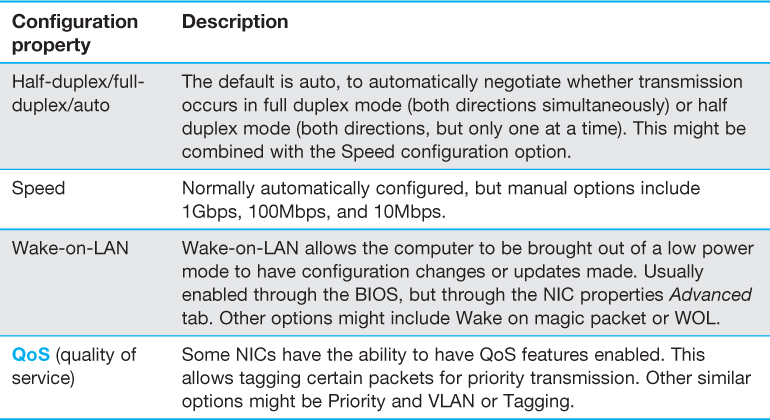 Configuration property
Description
Half-duplex/full-
duplex/auto
The default is auto, to automatically negotiate whether transmission
occurs in full duplex mode (both directions simultaneously) or half
duplex mode (both directions, but only one at a time). This might be
combined with the Speed configuration option.
Speed
Normally automatically configured, but manual options include
1Gbps, 100Mbps, and 10Mbps.
Wake-on-LAN
Wake-on-LAN allows the computer to be brought out of a low power
mode to have configuration changes or updates made. Usually
enabled through the BIOS, but through the NIC properties Advanced
tab. Other options might include Wake on magic packet or WOL.
QoS (quality of
service)
Some NICs have the ability to have QoS features enabled. This
allows tagging certain packets for priority transmission. Other similar
options might be Priority and VLAN or Tagging.